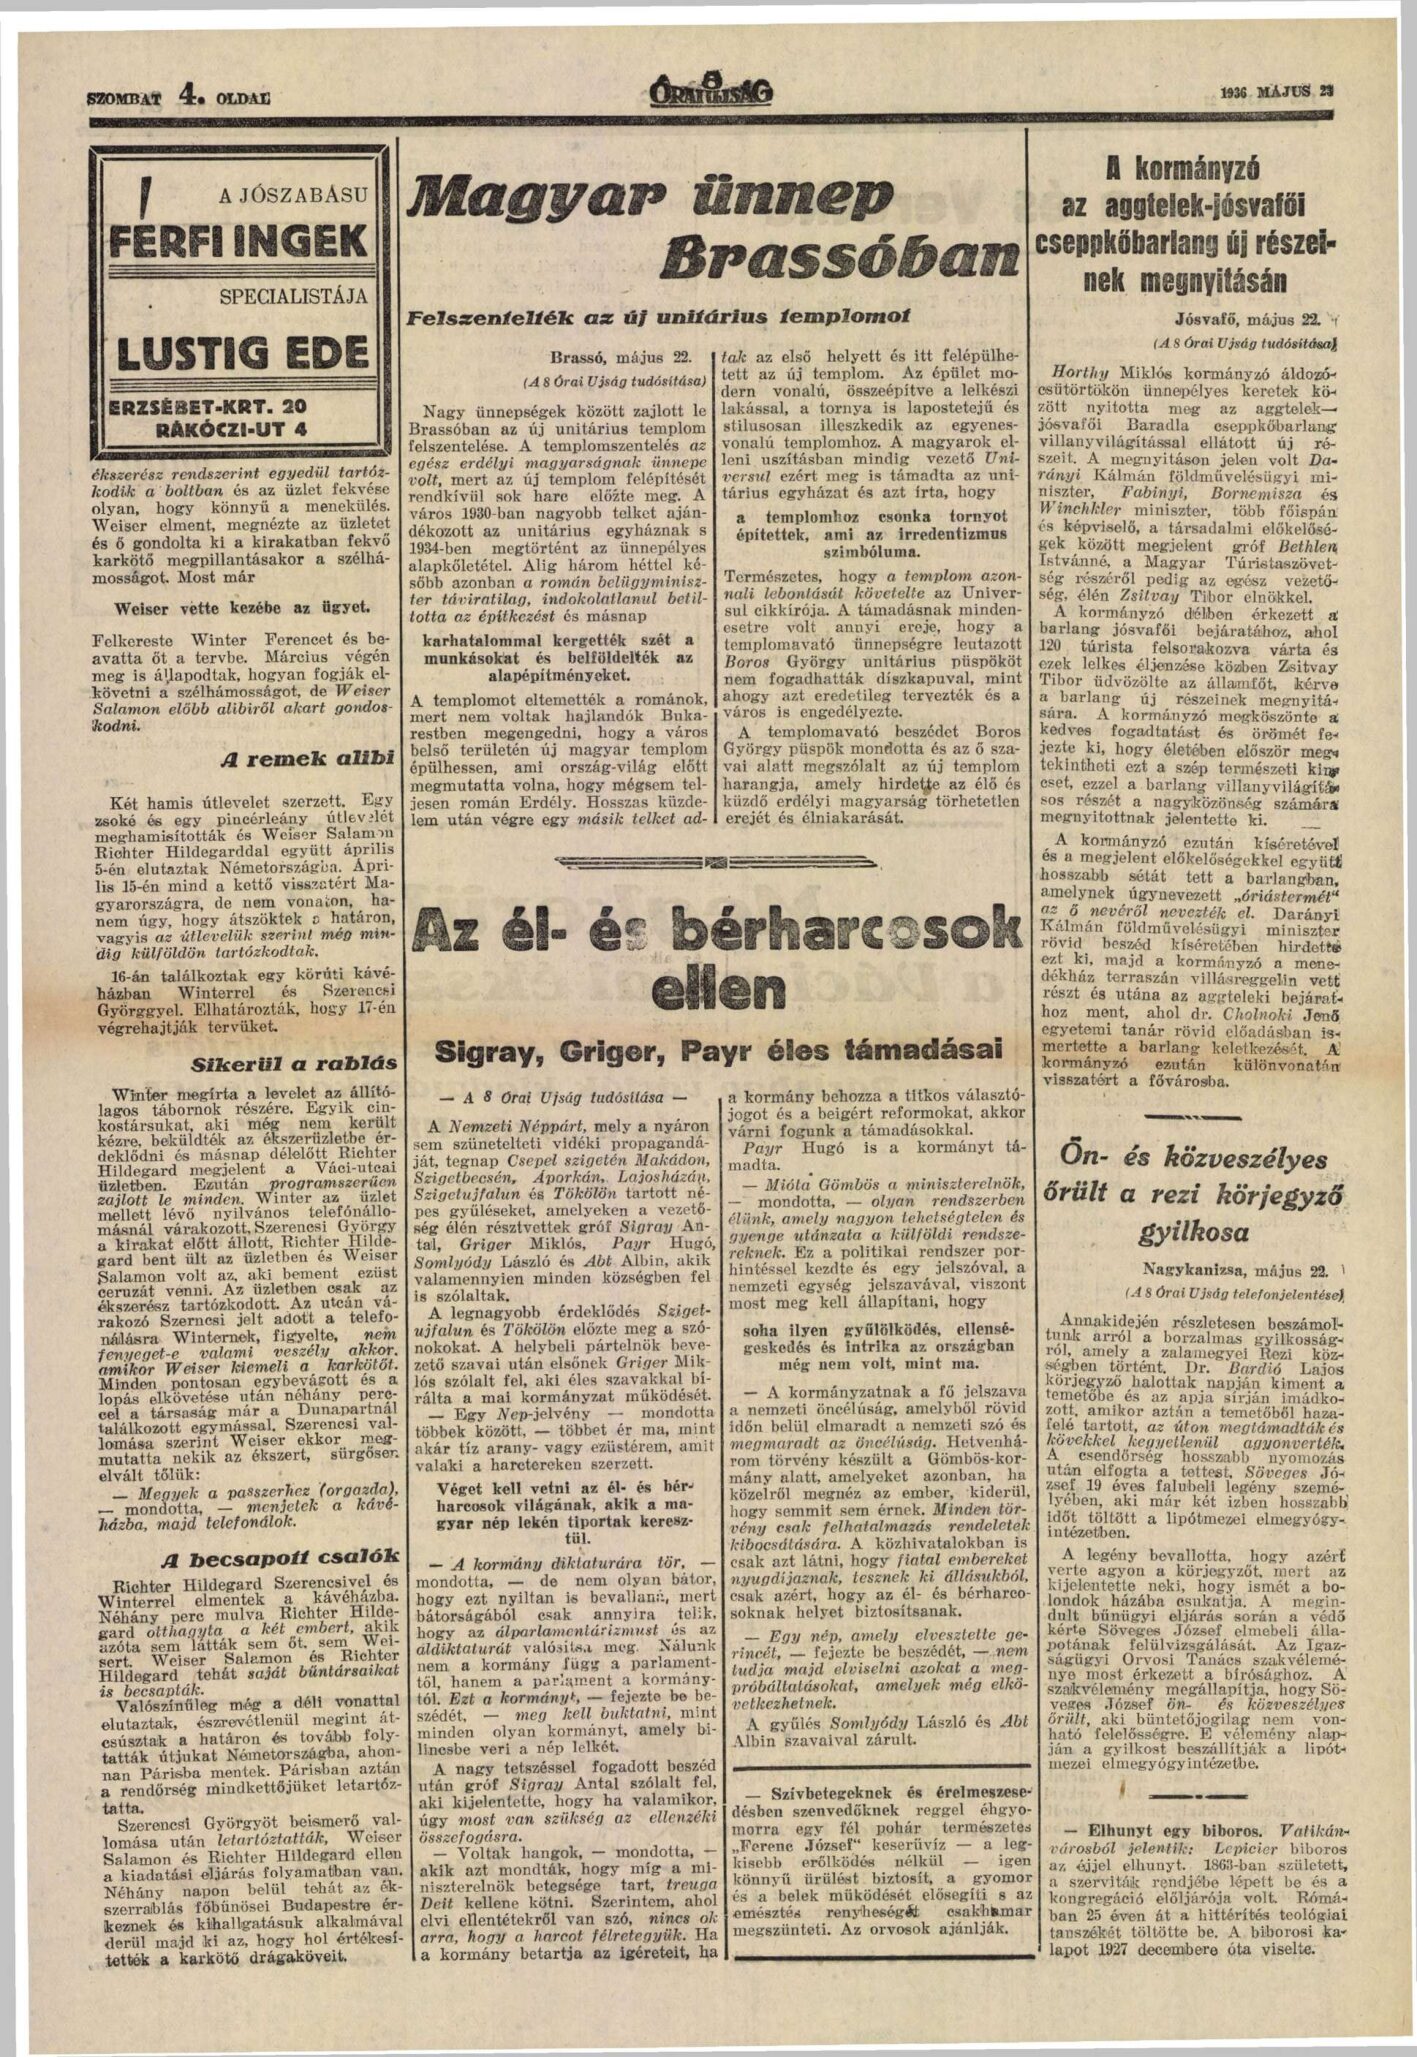 SZOMBAT 4. OLDAL
8 ÓRAI UJSÁG
1936 MÁJUS 23
A JÓSZABÁSU
FÉRFI INGEK
SPECIALISTÁJA
LUSTIG EDE
ERZSÉBET-KRT. 20
RÁKÓCZI-UT 4
ékszerész rendszerint egyedül tartóz-
kodik a boltban és az üzlet fekvése
olyan, hogy könnyű a menekülés.
Weiser elment, megnézte az üzletet
és ő gondolta ki a kirakatban fekvő
karkötő megpillantásakor a szélhá-
mosságot. Most már
Weiser vette kezébe az ügyet.
Felkereste Winter Ferencet és be-
avatta őt a tervbe. Március végén
meg is állapodtak, hogyan fogják el-
követni a szélhámosságot, de Weiser
Salamon előbb alibiről akart gondos-
kodni.
A remek alibi
Két hamis útlevelet szerzett. Egy
zsoké és egy pincérleány útlevelét
meghamisították és Weiser Salamon
Richter Hildegarddal együtt április
5-én elutaztak Németországba. Ápri-
lis 15-én mind a kettő visszatért Ma-
gyarországra, de nem vonaton, ha-
nem úgy, hogy átszöktek a határon,
vagyis az útlevelük szerint még min-
dig külföldön tartózkodtak.
16-án találkoztak egy körúti kávé-
házban Winterrel és Szerencsi
Györggyel. Elhatározták, hogy 17-én
végrehajtják tervüket.
Sikerül a rablás
Winter megírta a levelet az állító-
lagos tábornok részére. Egyik cin-
kostársukat, aki még nem került
kézre, beküldték az ékszerüzletbe ér-
deklődni és másnap délelőtt Richter
Hildegard megjelent a Váci-utcai
üzletben. Ezután programszerűen
zajlott le minden. Winter az üzlet
mellett lévő nyilvános telefónállo-
másnál várakozott, Szerencsi György
a kirakat előtt állott, Richter Hilde-
gard bent ült az üzletben és Weiser
Salamon volt az, aki bement ezüst
ceruzát venni. Az üzletben csak az
ékszerész tartózkodott. Az utcán vá-
rakozó Szerncsi jelt adott a telefo-
nálásra Winternek, figyelte, nem
fenyeget-e valami veszély akkor,
amikor Weiser kiemeli a karkötőt.
Minden pontosan egybevágott és a
lopás elkövetése után néhány perc-
cel a társaság már a Dunapartnál
találkozott egymással. Szerencsi val-
lomása szerint Weiser ekkor meg-
mutatta nekik az ékszert, sürgősen
elvált tőlük:
— Megyek a passzerhez (orgazda),
— mondotta, — menjetek a kávé-
házba, majd telefonálok.
A becsapott csalók
Richter Hildegard Szerencsivel és
Winterrel elmentek a kávéházba.
Néhány perc mulva Richter Hilde-
gard otthagyta a két embert, akik
azóta sem látták sem őt, sem Wei-
sert. Weiser Salamon és Richter
Hildegard tehát saját bűntársaikat
is becsapták.
Valószínűleg még a déli vonattal
elutaztak, észrevétlenül megint át-
csúsztak a határon és tovább foly-
tatták útjukat Németországba, ahon-
nan Párisba mentek. Párisban aztán
a rendőrség mindkettőjüket letartóz-
tatta.
Szerencsi Györgyöt beismerő val-
lomása után letartóztatták, Weiser
Salamon és Richter Hildegard ellen
a kiadatási eljárás folyamatban van.
Néhány napon belül tehát az ék-
szerrablás főbűnösei Budapestre ér-
keznek és kihallgatásuk alkalmával
derül majd ki az, hogy hol értékesí-
tették a karkötő drágaköveit.
Magyar ünnep
Brassóban
Felszentelték az új unitárius templomot
Brassó, május 22.
(A 8 Órai Ujság tudósítása)
Nagy ünnepségek között zajlott le
Brassóban az új unitárius templom
felszentelése. A templomszentelés az
egész erdélyi magyarságnak ünnepe
volt, mert az új templom felépítését
rendkívül sok harc előzte meg. A
város 1930-ban nagyobb telket aján-
dékozott az unitárius egyháznak s
1934-ben megtörtént az ünnepélyes
alapkőletétel. Alig három héttel ké-
sőbb azonban a román belügyminisz-
ter táviratilag, indokolatlanul betil-
totta az építkezést és másnap
karhatalommal kergették szét a
munkásokat és belföldelték az
alapépítményeket.
A templomot eltemették a románok,
mert nem voltak hajlandók Buka-
restben megengedni, hogy a város
belső területén új magyar templom
épülhessen, ami ország-világ előtt
megmutatta volna, hogy mégsem tel-
jesen román Erdély. Hosszas küzde-
lem után végre egy másik telket ad-
tak az első helyett és itt felépülhe-
tett az új templom. Az épület mo-
dern vonalú, összeépítve a lelkészi
lakással, a tornya is lapostetejű és
stilusosan illeszkedik az egyenes-
vonalú templomhoz. A magyarok el-
leni uszításban mindig vezető Uni-
versul ezért meg is támadta az uni-
tárius egyházat és azt írta, hogy
a templomhoz csonka tornyot
építettek, ami az irredentizmus
szimbóluma.
Természetes, hogy a templom azon-
nali lebontását követelte az Univer-
sul cikkírója. A támadásnak minden-
esetre volt annyi ereje, hogy a
templomavató ünnepségre leutazott
Boros György unitárius püspököt
nem fogadhatták díszkapuval, mint
ahogy azt eredetileg tervezték és a
város is engedélyezte.
A templomavató beszédet Boros
György püspök mondotta és az ő sza-
vai alatt megszólalt az új templom
harangja, amely hirdette az élő és
küzdő erdélyi magyarság törhetetlen
erejét és élniakarását.
Az él- és bérharcosok
ellen
Sigray, Griger, Payr éles támadásai
— A 8 Órai Ujság tudósítása —
A Nemzeti Néppárt, mely a nyáron
sem szünetelteti vidéki propagandá-
ját, tegnap Csepel szigetén Makádon,
Szigetbecsén, Áporkán, Lajosházán,
Szigetujfalun és Tökölön tartott né-
pes gyűléseket, amelyeken a vezető-
ség élén résztvettek gróf Sigray An-
tal, Griger Miklós, Payr Hugó,
Somlyódy László és Abt Albin, akik
valamennyien minden községben fel
is szólaltak.
A legnagyobb érdeklődés Sziget-
ujfalun és Tökölön előzte meg a szó-
nokokat. A helybeli pártelnök beve-
zető szavai után elsőnek Griger Mik-
lós szólalt fel, aki éles szavakkal bí-
rálta a mai kormányzat működését.
— Egy Nep-jelvény — mondotta
többek között, — többet ér ma, mint
akár tíz arany- vagy ezüstérem, amit
valaki a harctereken szerzett.
Véget kell vetni az él- és bér-
harcosok világának, akik a ma-
gyar nép lekén tiportak keresz-
tül.
— A kormány diktaturára tör, —
mondotta, — de nem olyan bátor,
hogy ezt nyiltan is bevallaná, mert
bátorságából csak annyira telik,
hogy az álparlamentárizmust és az
áldiktaturát valósítsa meg. Nálunk
nem a kormány függ a parlament-
től, hanem a parlament a kormány-
tól. Ezt a kormányt, — fejezte be be-
szédét, — meg kell buktatni, mint
minden olyan kormányt, amely bi-
lincsbe veri a nép lelkét.
A nagy tetszéssel fogadott beszéd
után gróf Sigray Antal szólalt fel,
aki kijelentette, hogy ha valamikor,
úgy most van szükség az ellenzéki
összefogásra.
— Voltak hangok, — mondotta, —
akik azt mondták, hogy míg a mi-
niszterelnök betegsége tart, treuga
Deit kellene kötni. Szerintem, ahol
elvi ellentétekről van szó, nincs ok
arra, hogy a harcot félretegyük. Ha
a kormány betartja az igéreteit, ha
a kormány behozza a titkos választó-
jogot és a beigért reformokat, akkor
várni fogunk a támadásokkal.
Payr Hugó is a kormányt tá-
madta.
— Mióta Gömbös a miniszterelnök,
— mondotta, — olyan rendszerben
élünk, amely nagyon tehetségtelen és
gyenge utánzata a külföldi rendsze-
reknek. Ez a politikai rendszer por-
hintéssel kezdte és egy jelszóval, a
nemzeti egység jelszavával, viszont
most meg kell állapítani, hogy
soha ilyen gyűlölködés, ellensé-
geskedés és intrika az országban
még nem volt, mint ma.
— A kormányzatnak a fő jelszava
a nemzeti öncélúság, amelyből rövid
időn belül elmaradt a nemzeti szó és
megmaradt az öncélúság. Hetvenhá-
rom törvény készült a Gömbös-kor-
mány alatt, amelyeket azonban, ha
közelről megnéz az ember, kiderül,
hogy semmit sem érnek. Minden tör-
vény csak felhatalmazás rendeletek
kibocsátására. A közhivatalokban is
csak azt látni, hogy fiatal embereket
nyugdíjaznak, tesznek ki állásukból,
csak azért, hogy az él- és bérharco-
soknak helyet biztosítsanak.
— Egy nép, amely elvesztette ge-
rincét, — fejezte be beszédét, — nem
tudja majd elviselni azokat a meg-
próbáltatásokat, amelyek még elkö-
vetkezhetnek.
A gyűlés Somlyódy László és Abt
Albin szavaival zárult.
— Szívbetegeknek és érelmeszese-
désben szenvedőknek reggel éhgyo-
morra egy fél pohár természetes
„Ferenc József“ keserűvíz — a leg-
kisebb erőlködés nélkül — igen
könnyű ürülést biztosít, a gyomor
és a belek működését elősegíti s az
emésztés renyheségét csakhamar
megszünteti. Az orvosok ajánlják.
A kormányzó
az aggtelek-jósvafői
cseppkőbarlang új részei-
nek megnyitásán
Jósvafő, május 22.
(A 8 Órai Ujság tudósítása)
Horthy Miklós kormányzó áldozó-
csütörtökön ünnepélyes keretek kö-
zött nyitotta meg az aggtelek—
jósvafői Baradla cseppkőbarlang
villanyvilágítással ellátott új ré-
szeit. A megnyitáson jelen volt Da-
rányi Kálmán földművelésügyi mi-
niszter, Fabinyi, Bornemisza és
Winchkler miniszter, több főispán
és képviselő, a társadalmi előkelősé-
gek között megjelent gróf Bethlen
Istvánné, a Magyar Túristaszövet-
ség részéről pedig az egész vezető-
ség, élén Zsitvay Tibor elnökkel.
A kormányzó délben érkezett a
barlang jósvafői bejáratához, ahol
120 túrista felsorakozva várta és
ezek lelkes éljenzése közben Zsitvay
Tibor üdvözölte az államfőt, kérve
a barlang új részeinek megnyitá-
sára. A kormányzó megköszönte a
kedves fogadtatást és örömét fe-
jezte ki, hogy életében először meg-
tekintheti ezt a szép természeti kin-
cset, ezzel a barlang villanyvilágítá-
sos részét a nagyközönség számára
megnyitottnak jelentette ki.
A kormányzó ezután kíséretével
és a megjelent előkelőségekkel együtt
hosszabb sétát tett a barlangban,
amelynek úgynevezett „óriástermét“
az ő nevéről nevezték el. Darányi
Kálmán földművelésügyi miniszter
rövid beszéd kíséretében hirdette
ezt ki, majd a kormányzó a mene-
dékház terraszán villásreggelin vett
részt és utána az aggteleki bejárat-
hoz ment, ahol dr. Cholnoki Jenő
egyetemi tanár rövid előadásban is-
mertette a barlang keletkezését. A
kormányzó ezután különvonatán
visszatért a fővárosba.
Ön- és közveszélyes
őrült a rezi körjegyző
gyilkosa
Nagykanizsa, május 22.
(A 8 Órai Ujság telefonjelentése)
Annakidején részletesen beszámol-
tunk arról a borzalmas gyilkosság-
ról, amely a zalamegyei Rezi köz-
ségben történt. Dr. Bardió Lajos
körjegyző halottak napján kiment a
temetőbe és az apja sirján imádko-
zott, amikor aztán a temetőből haza-
felé tartott, az úton megtámadták és
kövekkel kegyetlenül agyonverték.
A csendőrség hosszabb nyomozás
után elfogta a tettest, Söveges Jó-
zsef 19 éves falubeli legény szemé-
lyében, aki már két izben hosszabb
időt töltött a lipótmezei elmegyógy-
intézetben.
A legény bevallotta, hogy azért
verte agyon a körjegyzőt, mert az
kijelentette neki, hogy ismét a bo-
londok házába csukatja. A megin-
dult bűnügyi eljárás során a védő
kérte Söveges József elmebeli álla-
potának felülvizsgálását. Az Igaz-
ságügyi Orvosi Tanács szakvélemé-
nye most érkezett a bírósághoz. A
szakvélemény megállapítja, hogy Sö-
veges József ön- és közveszélyes
őrült, aki büntetőjogilag nem von-
ható felelősségre. E vélemény alap-
ján a gyilkost beszállítják a lipót-
mezei elmegyógyintézetbe.
— Elhunyt egy biboros. Vatikán-
városból jelentik: Lepicier biboros
az éjjel elhunyt. 1863-ban született,
a szerviták rendjébe lépett be és a
kongregáció előljárója volt. Rómá-
ban 25 éven át a hittérítés teológiai
tanszékét töltötte be. A biborosi ka-
lapot 1927 decembere óta viselte.